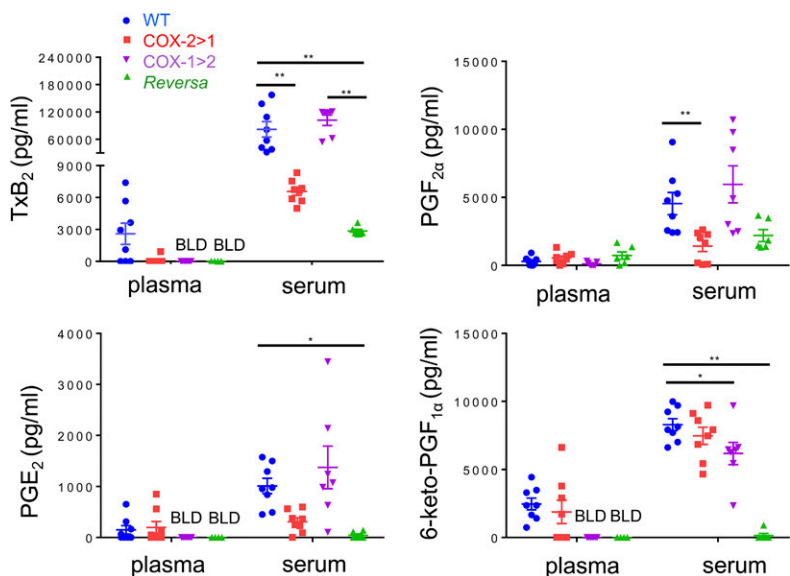 WT
COX-2>1
COX-1>2
Reversa
TxB2 (pg/ml)
240000
180000
120000
60000
9000
6000
3000
0
**
**
**
BLD BLD
plasma serum
PGF2α (pg/ml)
15000
10000
5000
0
**
plasma serum
PGE2 (pg/ml)
4000
3000
2000
1000
0
*
BLD BLD
plasma serum
6-keto-PGF1α (pg/ml)
15000
10000
5000
0
**
*
BLD BLD
plasma serum